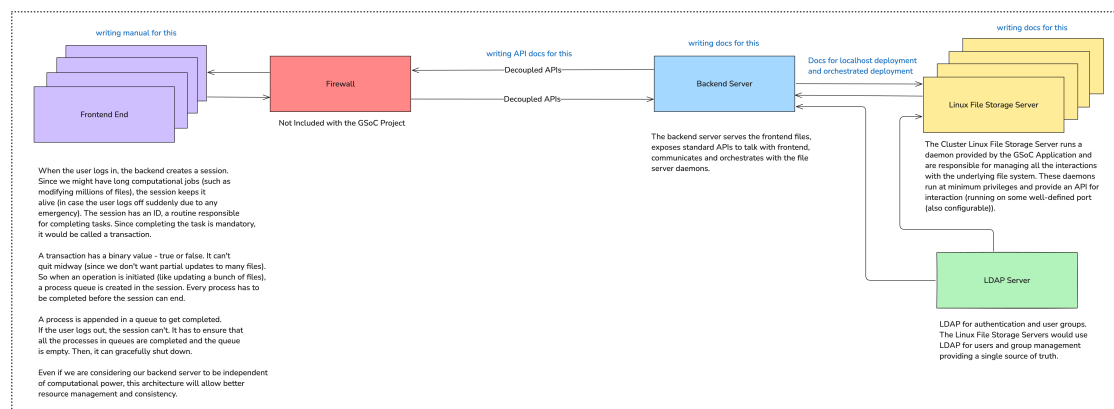 writing manual for this
writing API docs for this
writing docs for this
writing docs for this
Docs for localhost deployment
and orchestrated deployment
Frontend End
Firewall
Decoupled APIs
Decoupled APIs
Backend Server
Linux File Storage Server
Not Included with the GSoC Project
The backend server serves the frontend files,
exposes standard APIs to talk with frontend,
communicates and orchestrates with the file
server daemons.
The Cluster Linux File Storage Server runs a
daemon provided by the GSoC Application and
are responsible for managing all the interactions
with the underlying file system. These daemons
run at minimum privileges and provide an API for
interaction (running on some well-defined port
(also configurable)).
When the user logs in, the backend creates a session.
Since we might have long computational jobs (such as
modifying millions of files), the session keeps it
alive (in case the user logs off suddenly due to any
emergency). The session has an ID, a routine responsible
for completing tasks. Since completing the task is mandatory,
it would be called a transaction.
A transaction has a binary value - true or false. It can't
quit midway (since we don't want partial updates to many files).
So when an operation is initiated (like updating a bunch of files),
a process queue is created in the session. Every process has to
be completed before the session can end.
A process is appended in a queue to get completed.
If the user logs out, the session can't. It has to ensure that
all the processes in queues are completed and the queue
is empty. Then, it can gracefully shut down.
Even if we are considering our backend server to be independent
of computational power, this architecture will allow better
resource management and consistency.
LDAP Server
LDAP for authentication and user groups.
The Linux File Storage Servers would use
LDAP for users and group management
providing a single source of truth.